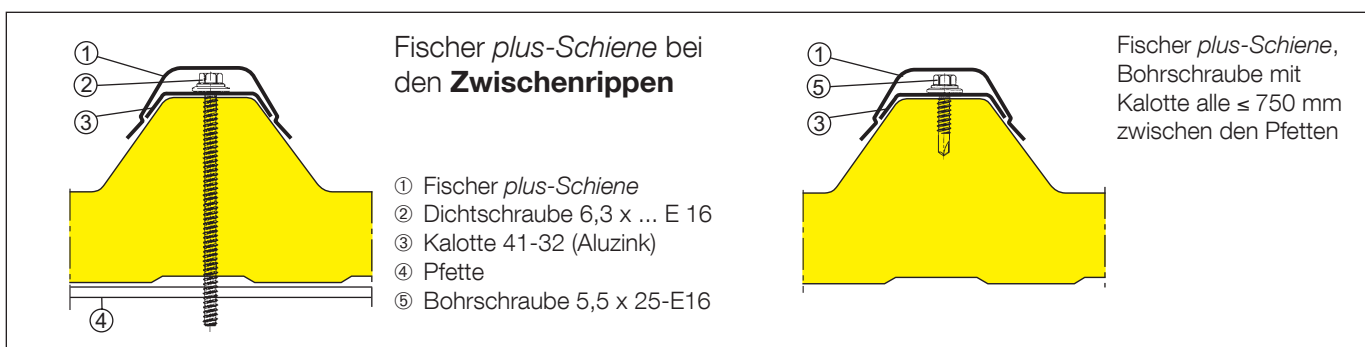 ①
②
③
④
Fischer plus-Schiene bei
den Zwischenrippen
① Fischer plus-Schiene
② Dichtschraube 6,3 x ... E 16
③ Kalotte 41-32 (Aluzink)
④ Pfette
⑤ Bohrschraube 5,5 x 25-E16
①
⑤
③
Fischer plus-Schiene,
Bohrschraube mit
Kalotte alle ≤ 750 mm
zwischen den Pfetten